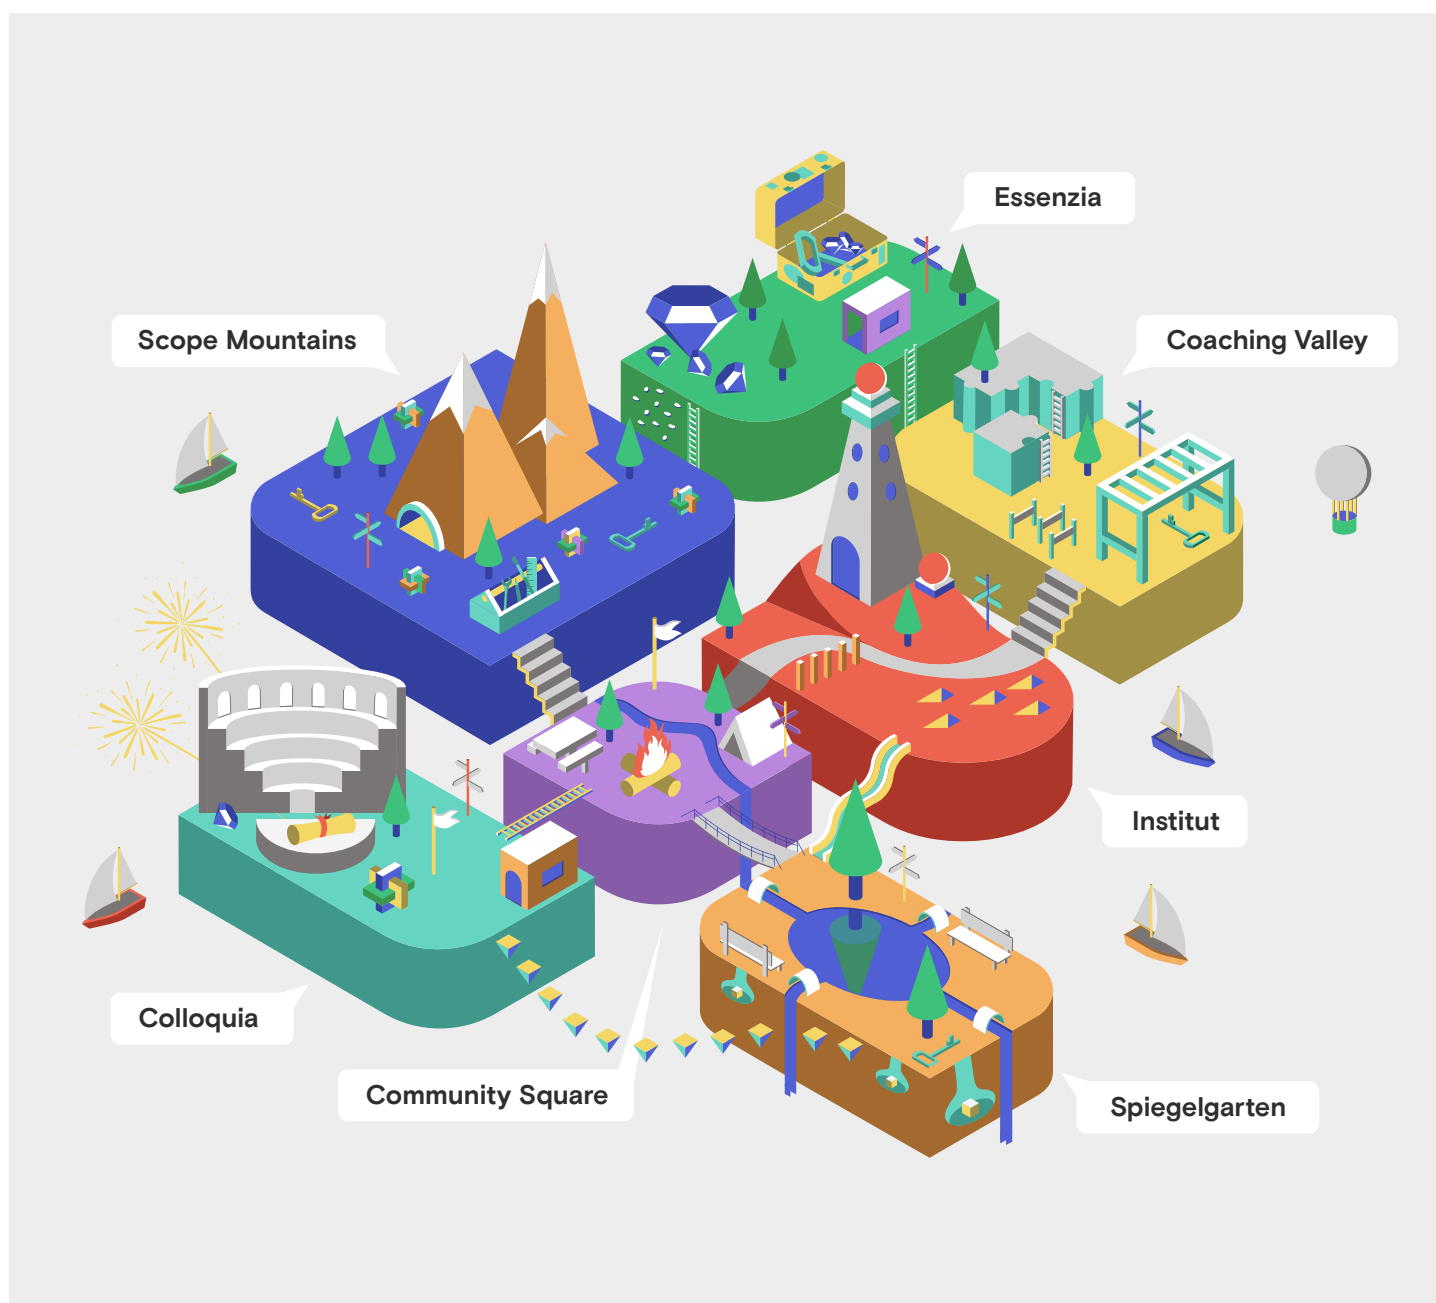 Essenzia
Scope Mountains
Coaching Valley
Institut
Colloquia
Community Square
Spiegelgarten